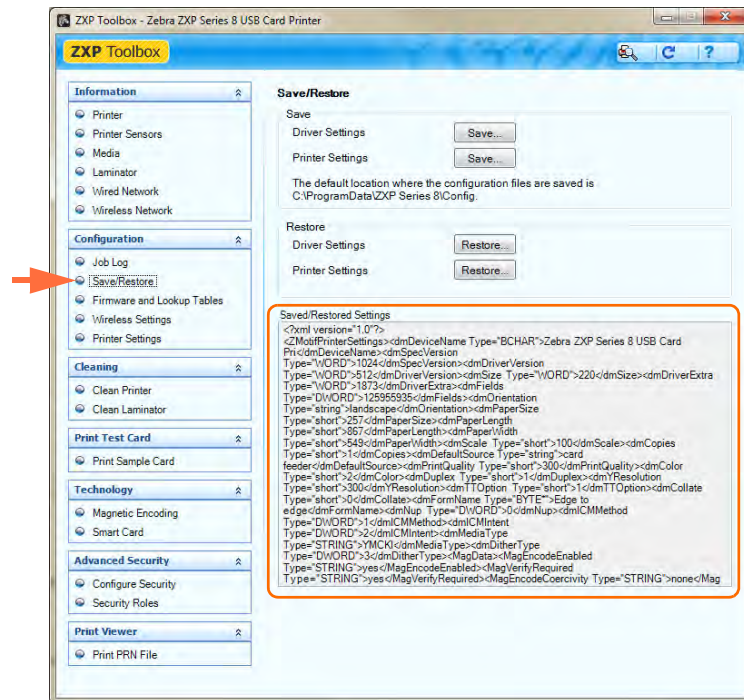 ZXP Toolbox - Zebra ZXP Series 8 USB Card Printer
ZXP Toolbox
?
Information
Printer
Printer Sensors
Media
Laminator
Wired Network
Wireless Network
Configuration
Job Log
Save/Restore
Firmware and Lookup Tables
Wireless Settings
Printer Settings
Cleaning
Clean Printer
Clean Laminator
Print Test Card
Print Sample Card
Technology
Magnetic Encoding
Smart Card
Advanced Security
Configure Security
Security Roles
Print Viewer
Print PRN File
Save/Restore
Save
Driver Settings
Save...
Printer Settings
Save...
The default location where the configuration files are saved is
C:\ProgramData\ZXP Series 8\Config.
Restore
Driver Settings
Restore...
Printer Settings
Restore...
Saved/Restored Settings
<?xml version="1.0"?>
<ZMotifPrinterSettings><dmDeviceName Type="BCHAR">Zebra ZXP Series 8 USB Card
Pri</dmDeviceName><dmSpecVersion
Type="WORD">1024</dmSpecVersion><dmDriverVersion
Type="WORD">512</dmDriverVersion><dmSize Type="WORD">220</dmSize><dmDriverExtra
Type="WORD">1873</dmDriverExtra><dmFields
Type="DWORD">125955935</dmFields><dmOrientation
Type="string">landscape</dmOrientation><dmPaperSize
Type="short">257</dmPaperSize><dmPaperLength
Type="short">867</dmPaperLength><dmPaperWidth
Type="short">549</dmPaperWidth><dmScale Type="short">100</dmScale><dmCopies
Type="short">1</dmCopies><dmDefaultSource Type="string">card
feeder</dmDefaultSource><dmPrintQuality Type="short">300</dmPrintQuality><dmColor
Type="short">2</dmColor><dmDuplex Type="short">1</dmDuplex><dmYResolution
Type="short">300</dmYResolution><dmTTOption Type="short">1</dmTTOption><dmCollate
Type="short">0</dmCollate><dmFormName Type="BYTE*">Edge to
edge</dmFormName><dmNup Type="DWORD">0</dmNup><dmICMMethod
Type="DWORD">1</dmICMMethod><dmICMIntent
Type="DWORD">2</dmICMIntent><dmMediaType
Type="STRING">YMCKI</dmMediaType><dmDitherType
Type="DWORD">3</dmDitherType><MagData><MagEncodeEnabled
Type="STRING">yes</MagEncodeEnabled><MagVerifyRequired
Type="STRING">yes</MagVerifyRequired><MagEncodeCoercivity Type="STRING">none</Mag